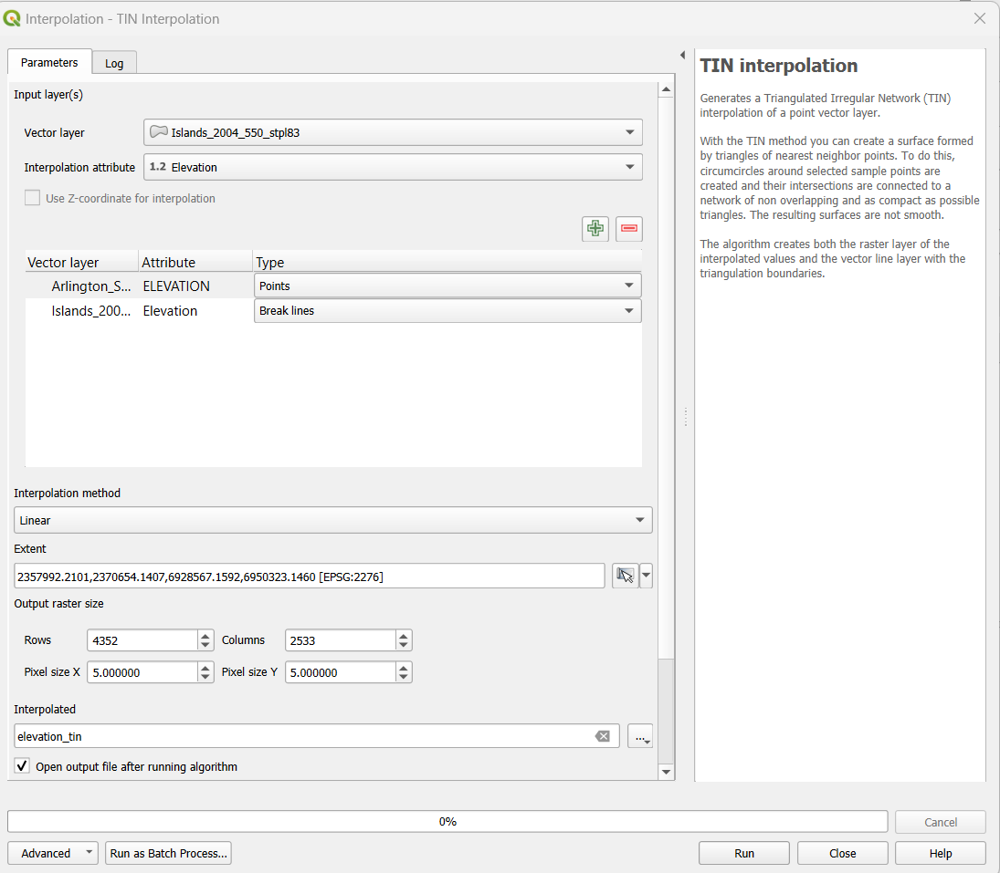 Interpolation - TIN Interpolation
Parameters
Log
Input layer(s)
Vector layer
Islands_2004_550_stpl83
Interpolation attribute
1.2 Elevation
Use Z-coordinate for interpolation
Vector layer Attribute Type
Arlington_S... ELEVATION Points
Islands_200... Elevation Break lines
Interpolation method
Linear
Extent
2357992.2101,2370654.1407,6928567.1592,6950323.1460 [EPSG:2276]
Output raster size
Rows 4352 Columns 2533
Pixel size X 5.000000 Pixel size Y 5.000000
Interpolated
elevation_tin
...
Open output file after running algorithm
TIN interpolation
Generates a Triangulated Irregular Network (TIN)
interpolation of a point vector layer.
With the TIN method you can create a surface formed
by triangles of nearest neighbor points. To do this,
circumcircles around selected sample points are
created and their intersections are connected to a
network of non overlapping and as compact as possible
triangles. The resulting surfaces are not smooth.
The algorithm creates both the raster layer of the
interpolated values and the vector line layer with the
triangulation boundaries.
0%
Cancel
Advanced
Run as Batch Process...
Run
Close
Help